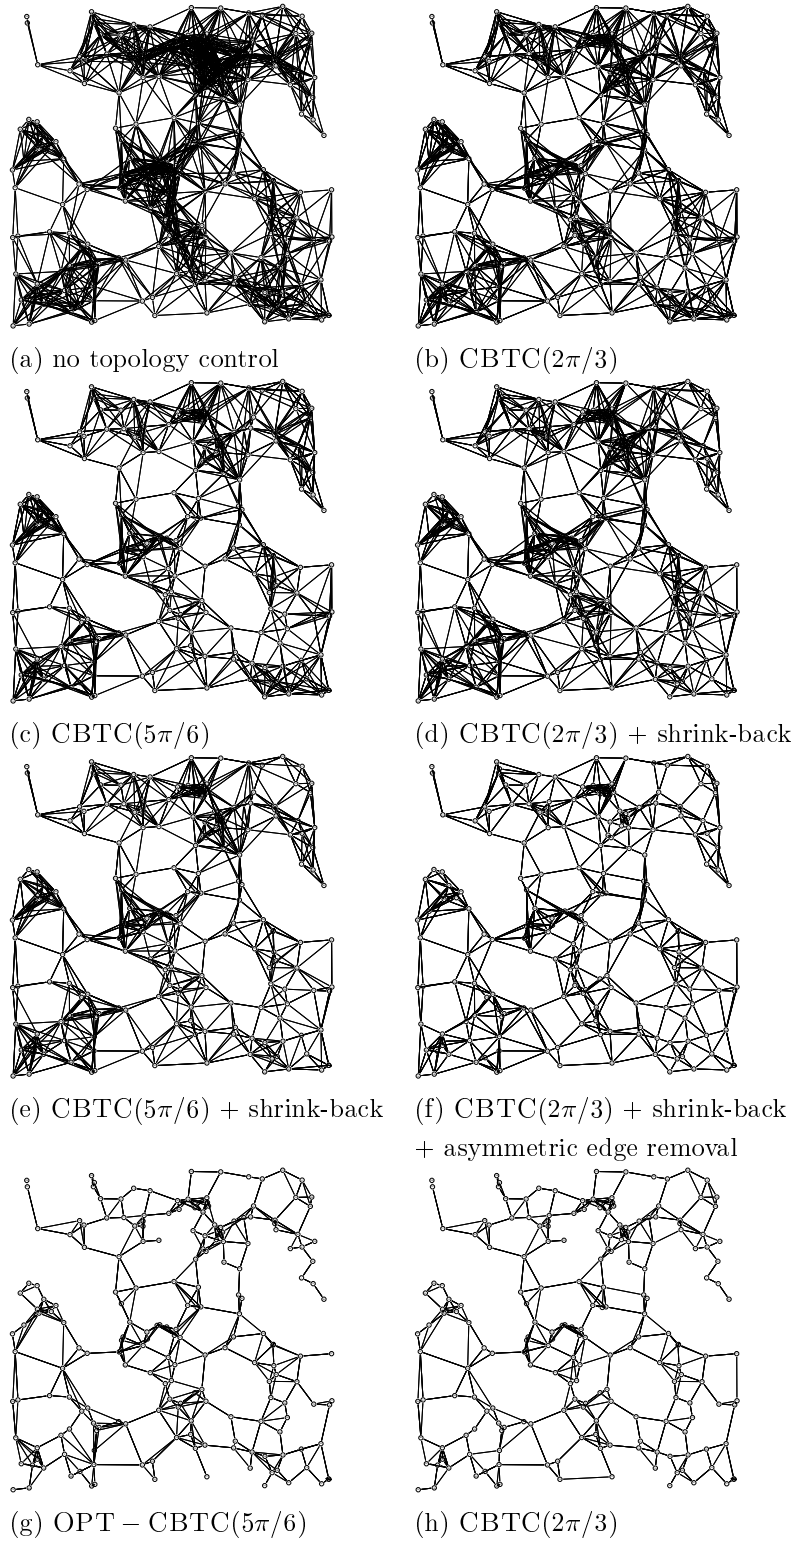 (a) no topology control
(b) CBTC(2π/3)
(c) CBTC(5π/6)
(d) CBTC(2π/3) + shrink-back
(e) CBTC(5π/6) + shrink-back
(f) CBTC(2π/3) + shrink-back
+ asymmetric edge removal
(g) OPT − CBTC(5π/6)
(h) CBTC(2π/3)